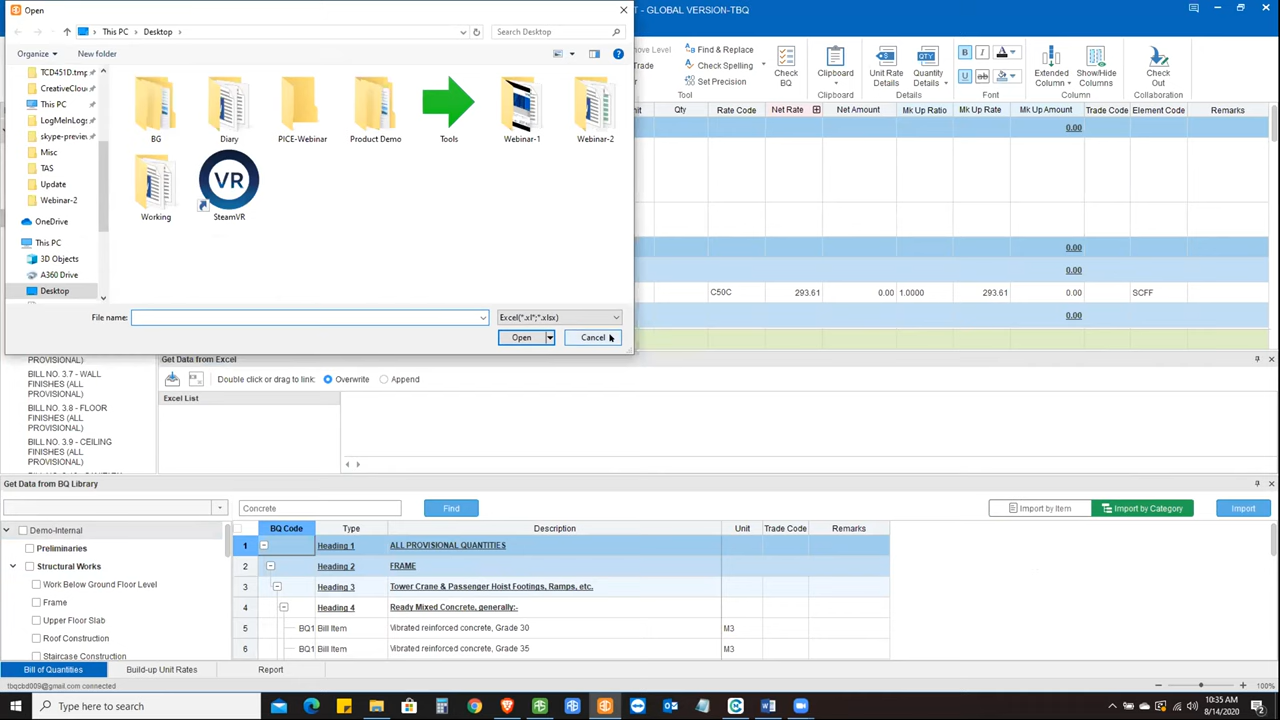 Open
T - GLOBAL VERSION-TBQ
This PC
Desktop
Search Desktop
Organize
New folder
TCD451D.tmp
CreativeClou
This PC
LogMeInLogs
skype-preview
Misc
TAS
Update
Webinar-2
OneDrive
This PC
3D Objects
A360 Drive
Desktop
BG
Diary
PICE-Webinar
Product Demo
Tools
Webinar-1
Webinar-2
Working
VR
SteamVR
File name:
Excel(*.xl*;*.xlsx)
Open
Cancel
Find & Replace
Check Spelling
Set Precision
Check
BQ
Clipboard
Clipboard
Unit Rate
Details
Quantity
Details
Details
B
I
A
U
ab
Font
Extended
Column
Show/Hide
Columns
Column
Check
Out
Collaboration
Qty
Rate Code
Net Rate
Net Amount
Mk Up Ratio
Mk Up Rate
Mk Up Amount
Trade Code
Element Code
Remarks
0.00
0.00
0.00
C50C
293.61
0.00
1.0000
293.61
0.00
SCFF
0.00
PROVISIONAL)
BILL NO. 3.7 - WALL
FINISHES (ALL
PROVISIONAL)
BILL NO. 3.8 - FLOOR
FINISHES (ALL
PROVISIONAL)
BILL NO. 3.9 - CEILING
FINISHES (ALL
PROVISIONAL)
Get Data from Excel
Double click or drag to link:
Overwrite
Append
Excel List
Get Data from BQ Library
Concrete
Find
Import by Item
Import by Category
Import
Demo-Internal
Preliminaries
Structural Works
Work Below Ground Floor Level
Frame
Upper Floor Slab
Roof Construction
Staircase Construction
BQ Code
Type
Description
Unit
Trade Code
Remarks
1
Heading 1
ALL PROVISIONAL QUANTITIES
2
Heading 2
FRAME
3
Heading 3
Tower Crane & Passenger Hoist Footings, Ramps, etc.
4
Heading 4
Ready Mixed Concrete, generally:-
5
BQ1
Bill Item
Vibrated reinforced concrete, Grade 30
M3
6
BQ1
Bill Item
Vibrated reinforced concrete, Grade 35
M3
Bill of Quantities
Build-up Unit Rates
Report
tbqcbd009@gmail.com connected
100%
Type here to search
10:35 AM
8/14/2020
2